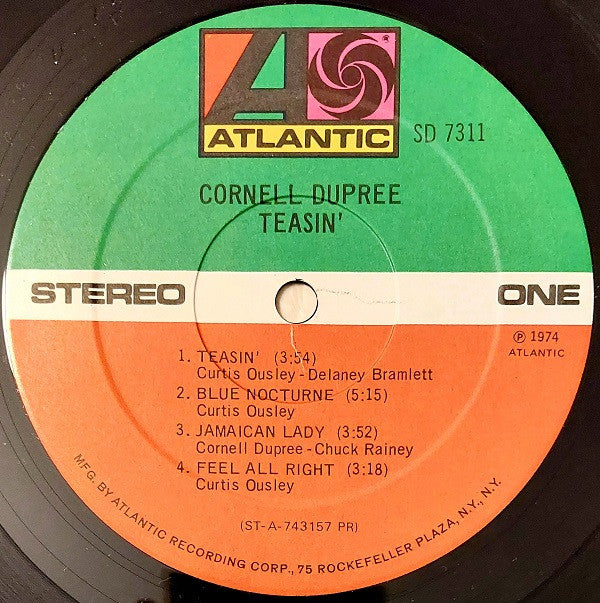 A
ATLANTIC
SD 7311
CORNELL DUPREE
TEASIN'
STEREO
ONE
℗ 1974
ATLANTIC
1. TEASIN' (3:54)
Curtis Ousley - Delaney Bramlett
2. BLUE NOCTURNE (5:15)
Curtis Ousley
3. JAMAICAN LADY (3:52)
Cornell Dupree - Chuck Rainey
4. FEEL ALL RIGHT (3:18)
Curtis Ousley
(ST-A-743157 PR)
MFG. BY ATLANTIC RECORDING CORP., 75 ROCKEFELLER PLAZA, N.Y., N.Y.